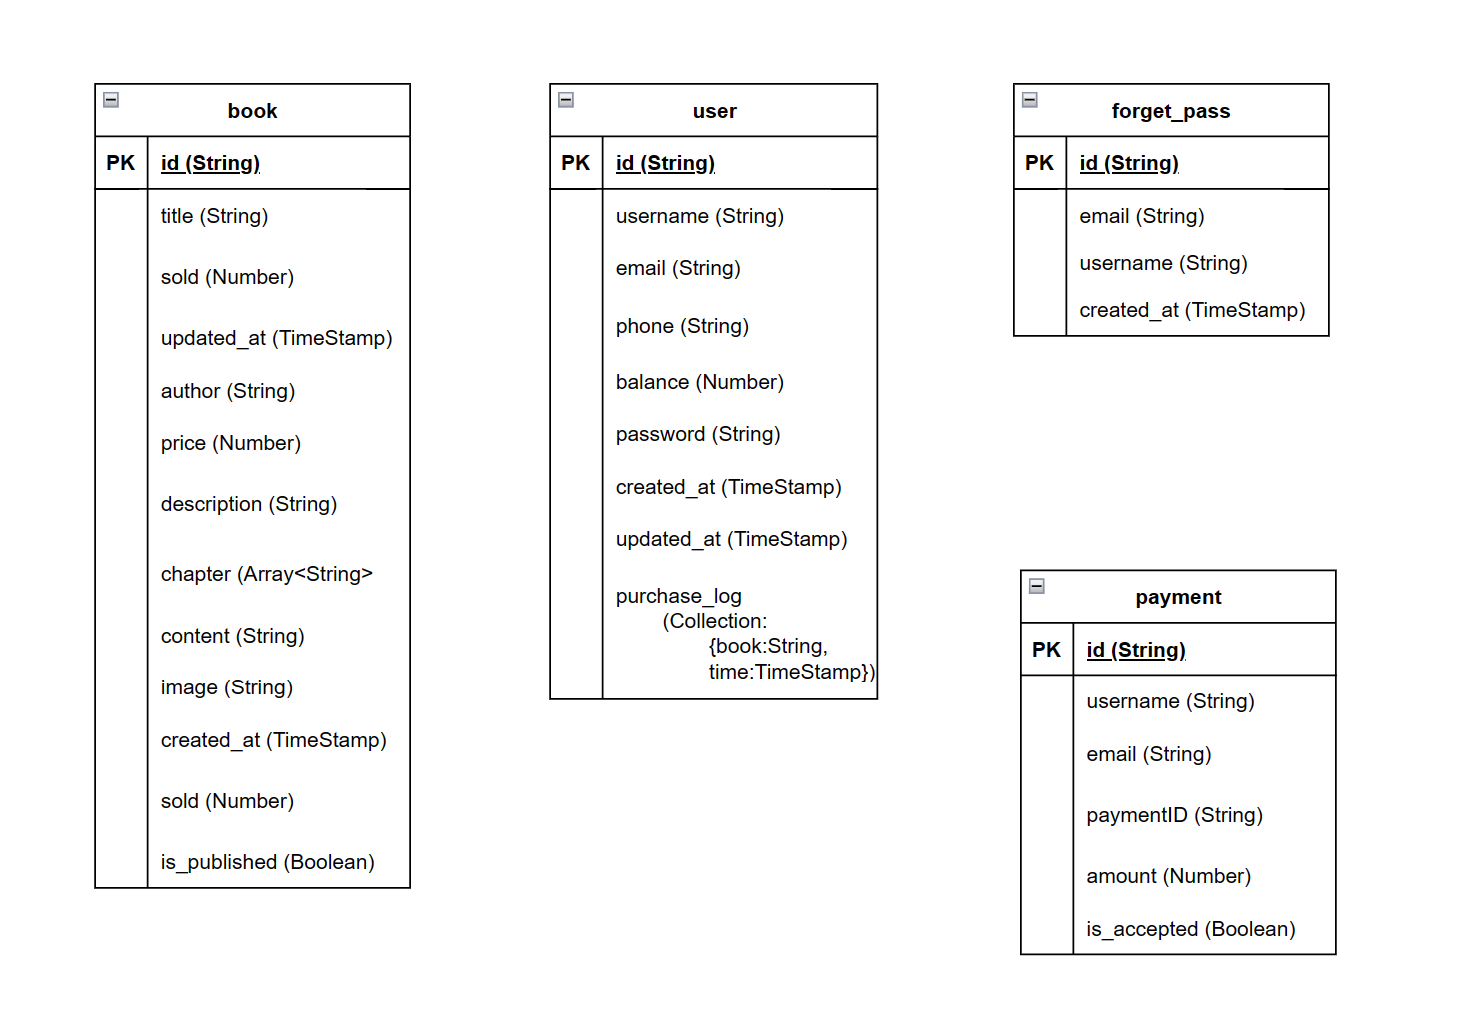 book
PK
id (String)
title (String)
sold (Number)
updated_at (TimeStamp)
author (String)
price (Number)
description (String)
chapter (Array<String>
content (String)
image (String)
created_at (TimeStamp)
sold (Number)
is_published (Boolean)
user
PK
id (String)
username (String)
email (String)
phone (String)
balance (Number)
password (String)
created_at (TimeStamp)
updated_at (TimeStamp)
purchase_log
(Collection:
{book:String,
time:TimeStamp})
forget_pass
PK
id (String)
email (String)
username (String)
created_at (TimeStamp)
payment
PK
id (String)
username (String)
email (String)
paymentID (String)
amount (Number)
is_accepted (Boolean)